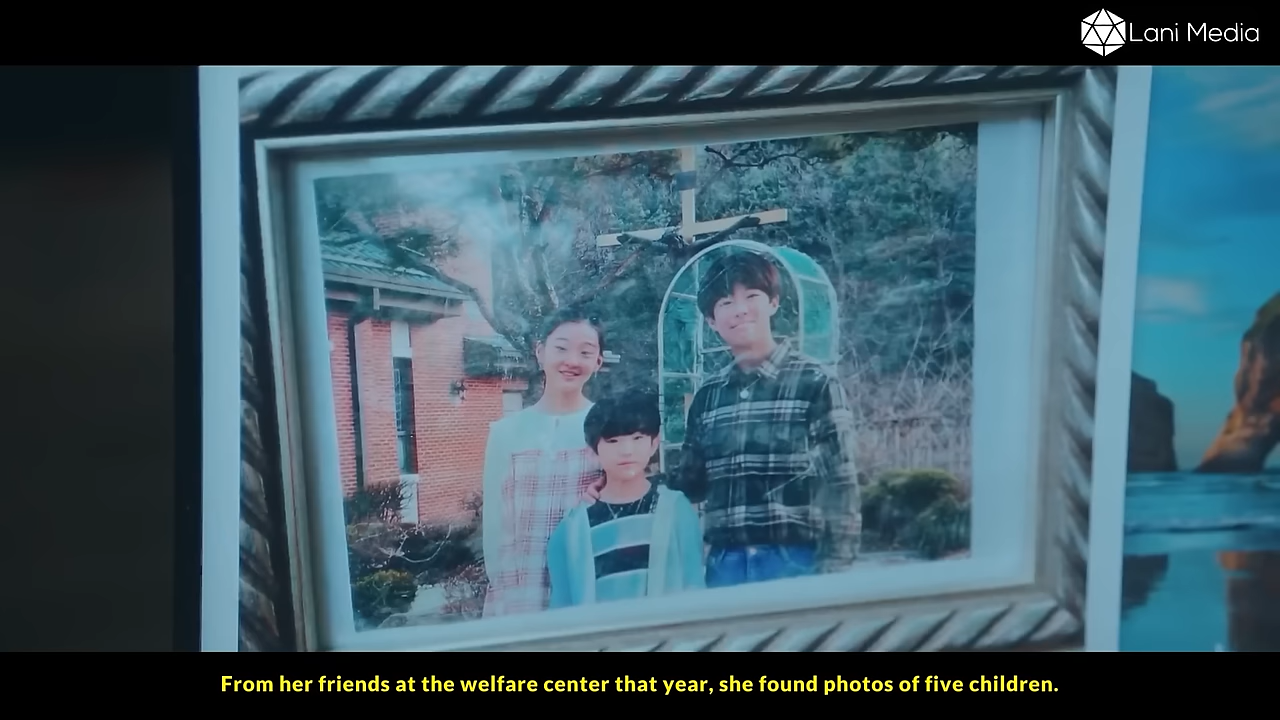 Lani Media
From her friends at the welfare center that year, she found photos of five children.